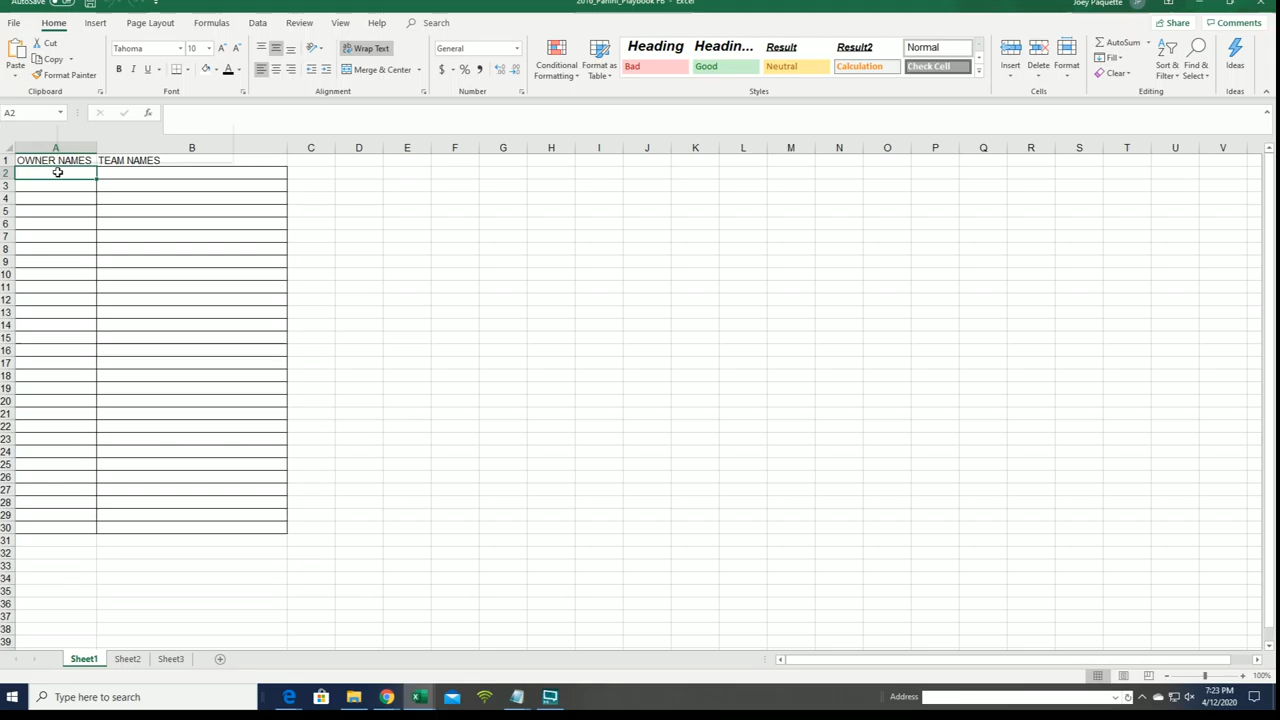 AutoSave Off
2016_Panini_Playbook FB - Excel
Joey Paquette
File Home Insert Page Layout Formulas Data Review View Help Search
Share Comments
Paste
Cut
Copy
Format Painter
Clipboard
Tahoma 10 A A
B I U A
Font
Wrap Text
Merge & Center
Alignment
General
$ % ,
Number
Conditional
Formatting
Format as
Table
Heading Headin... Result Result2 Normal
Bad Good Neutral Calculation Check Cell
Styles
Insert Delete Format
Cells
AutoSum
Fill
Clear
Sort &
Filter
Find &
Select
Editing
Ideas
Ideas
A2 fx
A B C D E F G H I J K L M N O P Q R S T U V
1 OWNER NAMES TEAM NAMES
2
3
4
5
6
7
8
9
10
11
12
13
14
15
16
17
18
19
20
21
22
23
24
25
26
27
28
29
30
31
32
33
34
35
36
37
38
39
Sheet1 Sheet2 Sheet3
100%
Type here to search
Address
7:23 PM
4/12/2020